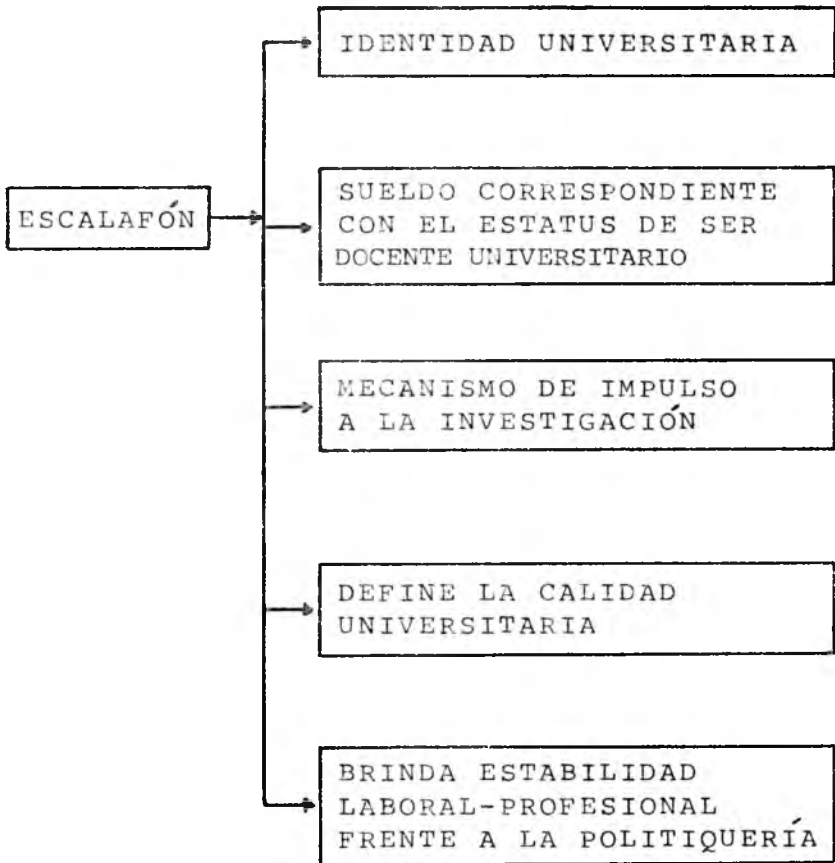 IDENTIDAD UNIVERSITARIA
ESCALAFÓN
SUELDO CORRESPONDIENTE
CON EL ESTATUS DE SER
DOCENTE UNIVERSITARIO
MECANISMO DE IMPULSO
A LA INVESTIGACIÓN
DEFINE LA CALIDAD
UNIVERSITARIA
BRINDA ESTABILIDAD
LABORAL-PROFESIONAL
FRENTE A LA POLITIQUERÍA